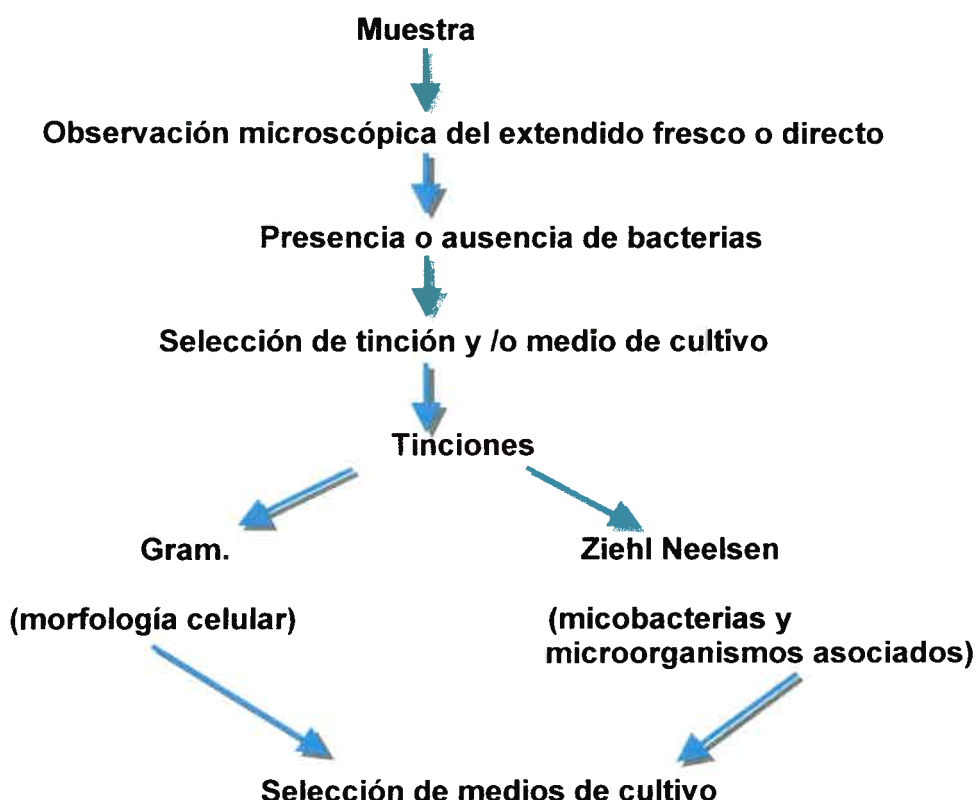 Muestra
Observación microscópica del extendido fresco o directo
Presencia o ausencia de bacterias
Selección de tinción y /o medio de cultivo
Tinciones
Gram.
Ziehl Neelsen
(morfología celular)
(micobacterias y
microorganismos asociados)
Selección de medios de cultivo